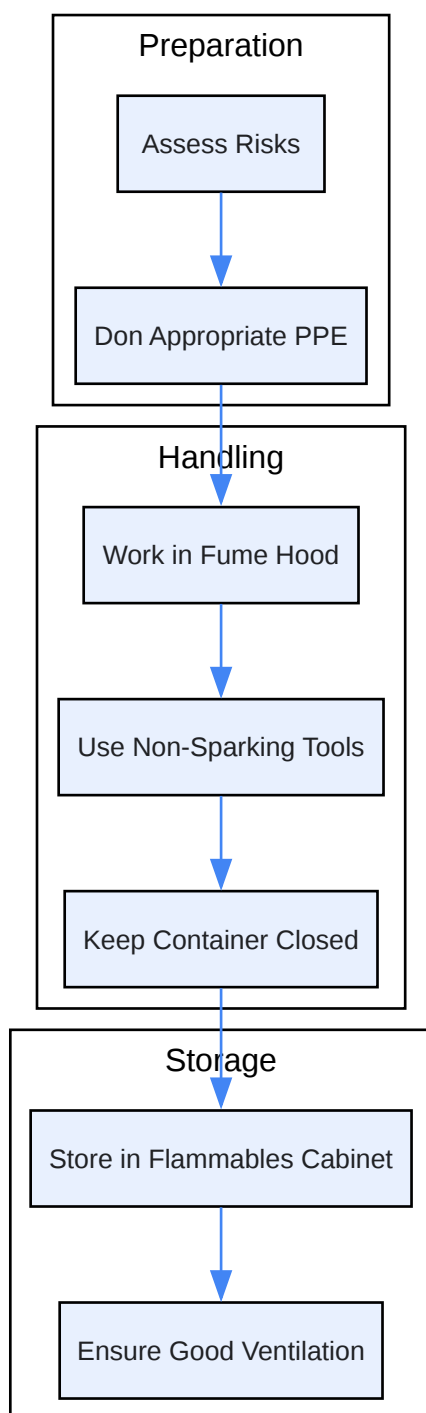 Preparation
Assess Risks
Don Appropriate PPE
Handling
Work in Fume Hood
Use Non-Sparking Tools
Keep Container Closed
Storage
Store in Flammables Cabinet
Ensure Good Ventilation